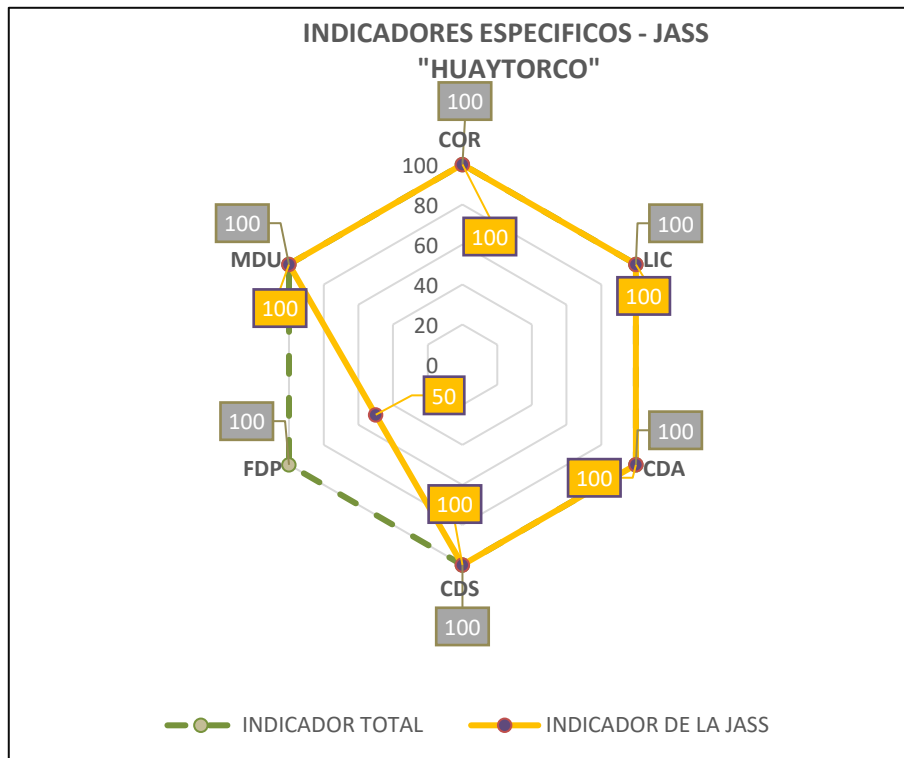 INDICADORES ESPECIFICOS - JASS
"HUAYTORCO"
100
COR
100
100
80
60
40
20
0
100
MDU
100
100
LIC
100
50
100
FDP
100
CDA
100
100
CDS
100
INDICADOR TOTAL
INDICADOR DE LA JASS